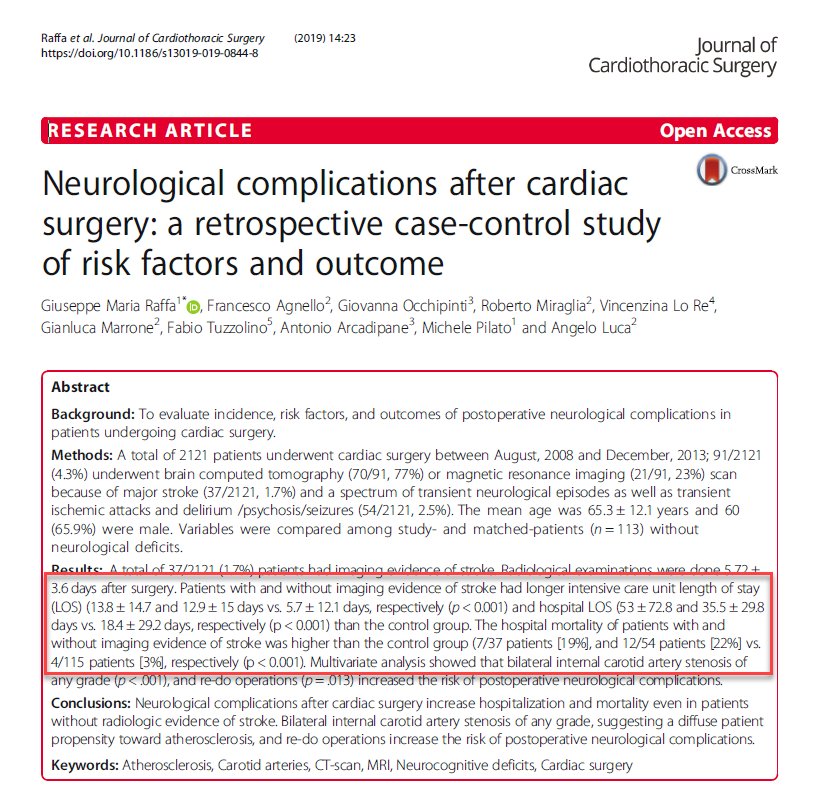 Raffa et al. Journal of Cardiothoracic Surgery (2019) 14:23
https://doi.org/10.1186/s13019-019-0844-8
Journal of
Cardiothoracic Surgery
RESEARCH ARTICLE Open Access
CrossMark
Neurological complications after cardiac
surgery: a retrospective case-control study
of risk factors and outcome
Giuseppe Maria Raffa1*, Francesco Agnello2, Giovanna Occhipinti3, Roberto Miraglia2, Vincenzina Lo Re4,
Gianluca Marrone2, Fabio Tuzzolino5, Antonio Arcadipane3, Michele Pilato1 and Angelo Luca2
Abstract
Background: To evaluate incidence, risk factors, and outcomes of postoperative neurological complications in
patients undergoing cardiac surgery.
Methods: A total of 2121 patients underwent cardiac surgery between August, 2008 and December, 2013; 91/2121
(4.3%) underwent brain computed tomography (70/91, 77%) or magnetic resonance imaging (21/91, 23%) scan
because of major stroke (37/2121, 1.7%) and a spectrum of transient neurological episodes as well as transient
ischemic attacks and delirium /psychosis/seizures (54/2121, 2.5%). The mean age was 65.3 ± 12.1 years and 60
(65.9%) were male. Variables were compared among study- and matched-patients (n = 113) without
neurological deficits.
Results: A total of 37/2121 (1.7%) patients had imaging evidence of stroke. Radiological examinations were done 5.72 ±
3.6 days after surgery. Patients with and without imaging evidence of stroke had longer intensive care unit length of stay
(LOS) (13.8 ± 14.7 and 12.9 ± 15 days vs. 5.7 ± 12.1 days, respectively (p < 0.001) and hospital LOS (53 ± 72.8 and 35.5 ± 29.8
days vs. 18.4 ± 29.2 days, respectively (p < 0.001) than the control group. The hospital mortality of patients with and
without imaging evidence of stroke was higher than the control group (7/37 patients [19%], and 12/54 patients [22%] vs.
4/115 patients [3%], respectively (p < 0.001). Multivariate analysis showed that bilateral internal carotid artery stenosis of
any grade (p < .001), and re-do operations (p = .013) increased the risk of postoperative neurological complications.
Conclusions: Neurological complications after cardiac surgery increase hospitalization and mortality even in patients
without radiologic evidence of stroke. Bilateral internal carotid artery stenosis of any grade, suggesting a diffuse patient
propensity toward atherosclerosis, and re-do operations increase the risk of postoperative neurological complications.
Keywords: Atherosclerosis, Carotid arteries, CT-scan, MRI, Neurocognitive deficits, Cardiac surgery